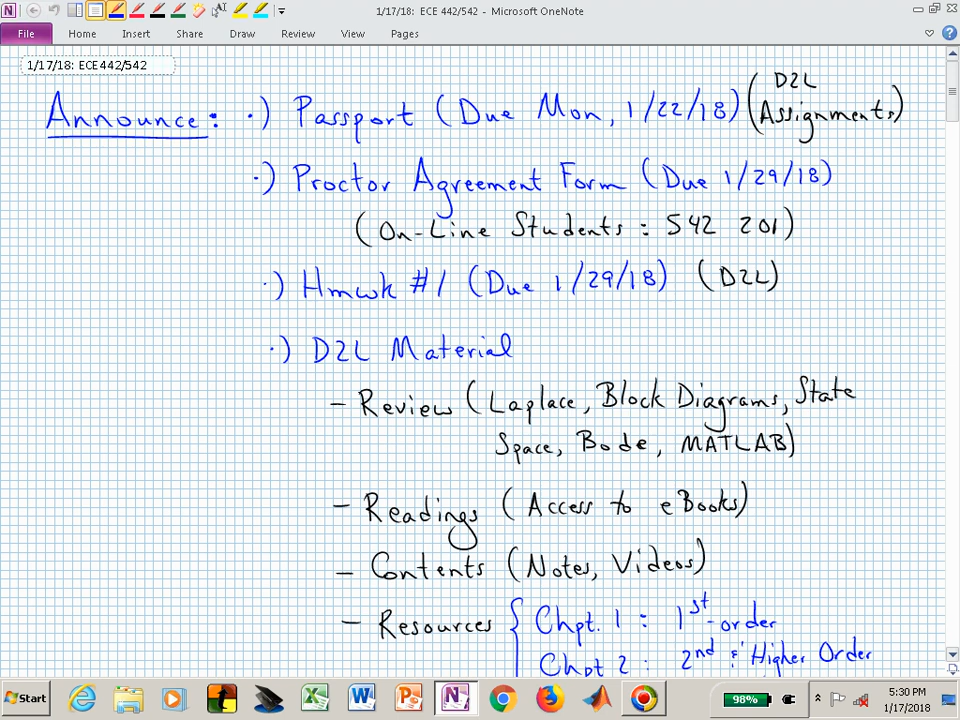 1/17/18: ECE 442/542 - Microsoft OneNote
File Home Insert Share Draw Review View Pages
1/17/18: ECE442/542
Announce: ·) Passport (Due Mon, 1/22/18) (D2L Assignments)
·) Proctor Agreement Form (Due 1/29/18)
(On-Line Students : 542 201)
·) Hmwk #1 (Due 1/29/18) (D2L)
·) D2L Material
- Review (Laplace, Block Diagrams, State
Space, Bode, MATLAB)
- Readings (Access to eBooks)
- Contents (Notes, Videos)
- Resources { Chpt. 1 : 1st-order
Chpt 2 : 2nd & Higher Order
Start
98%
5:30 PM
1/17/2018